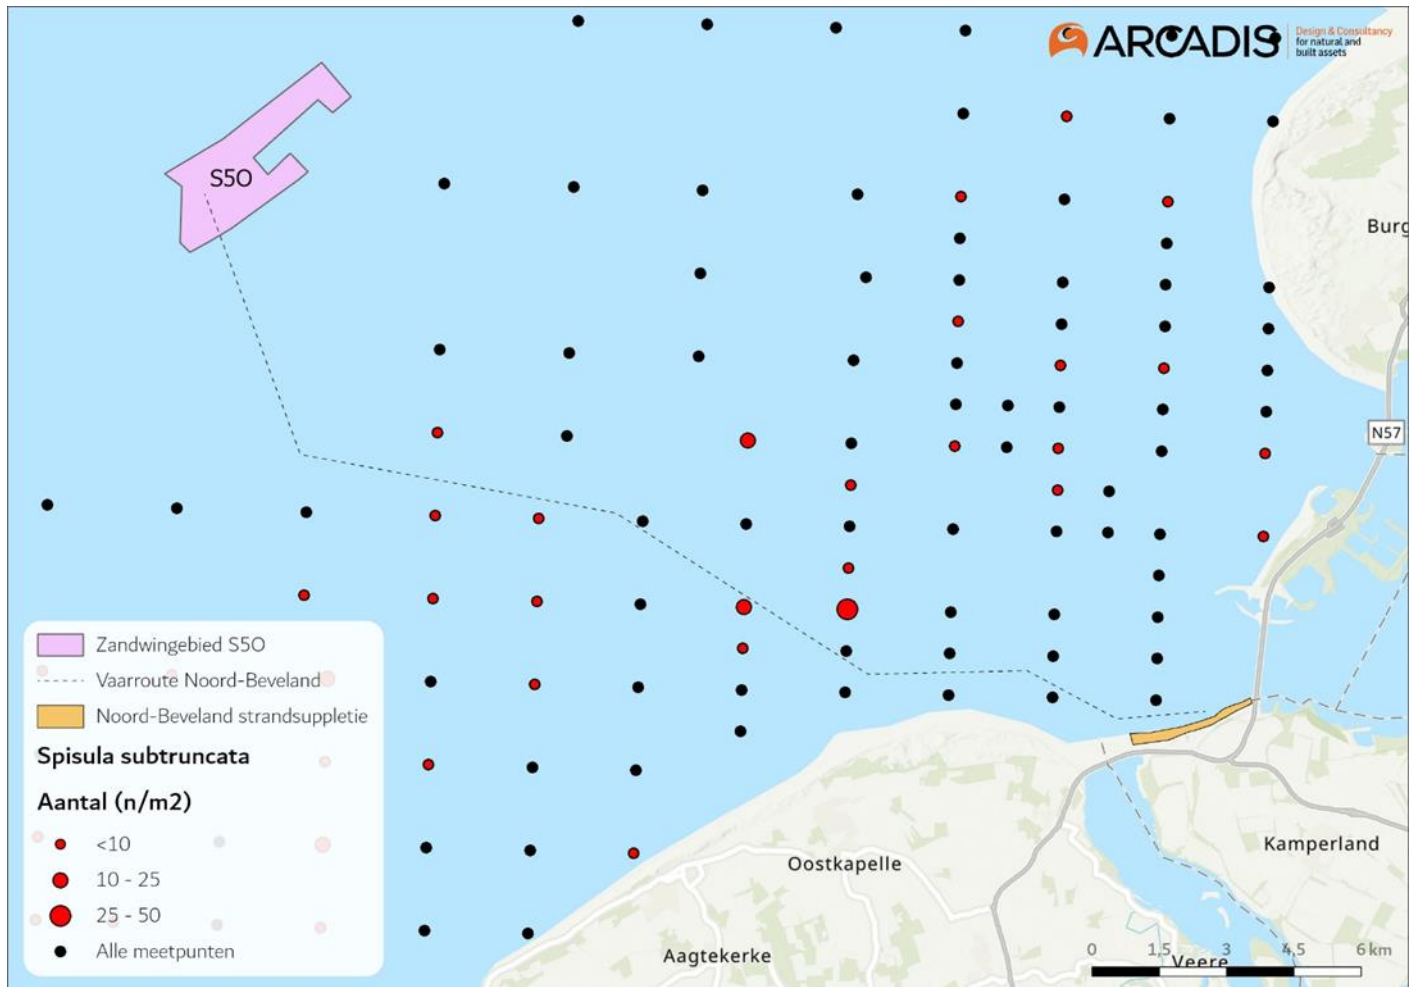 ARCADIS
Design & Consultancy
for natural and
built assets
S5O
Burg
N57
Zandwingebied S5O
Vaarroute Noord-Beveland
Noord-Beveland strandsuppletie
Spisula subtruncata
Aantal (n/m2)
<10
10 - 25
25 - 50
Alle meetpunten
Oostkapelle
Kamperland
Aagtekerke
Veere
0 1,5 3 4,5 6 km